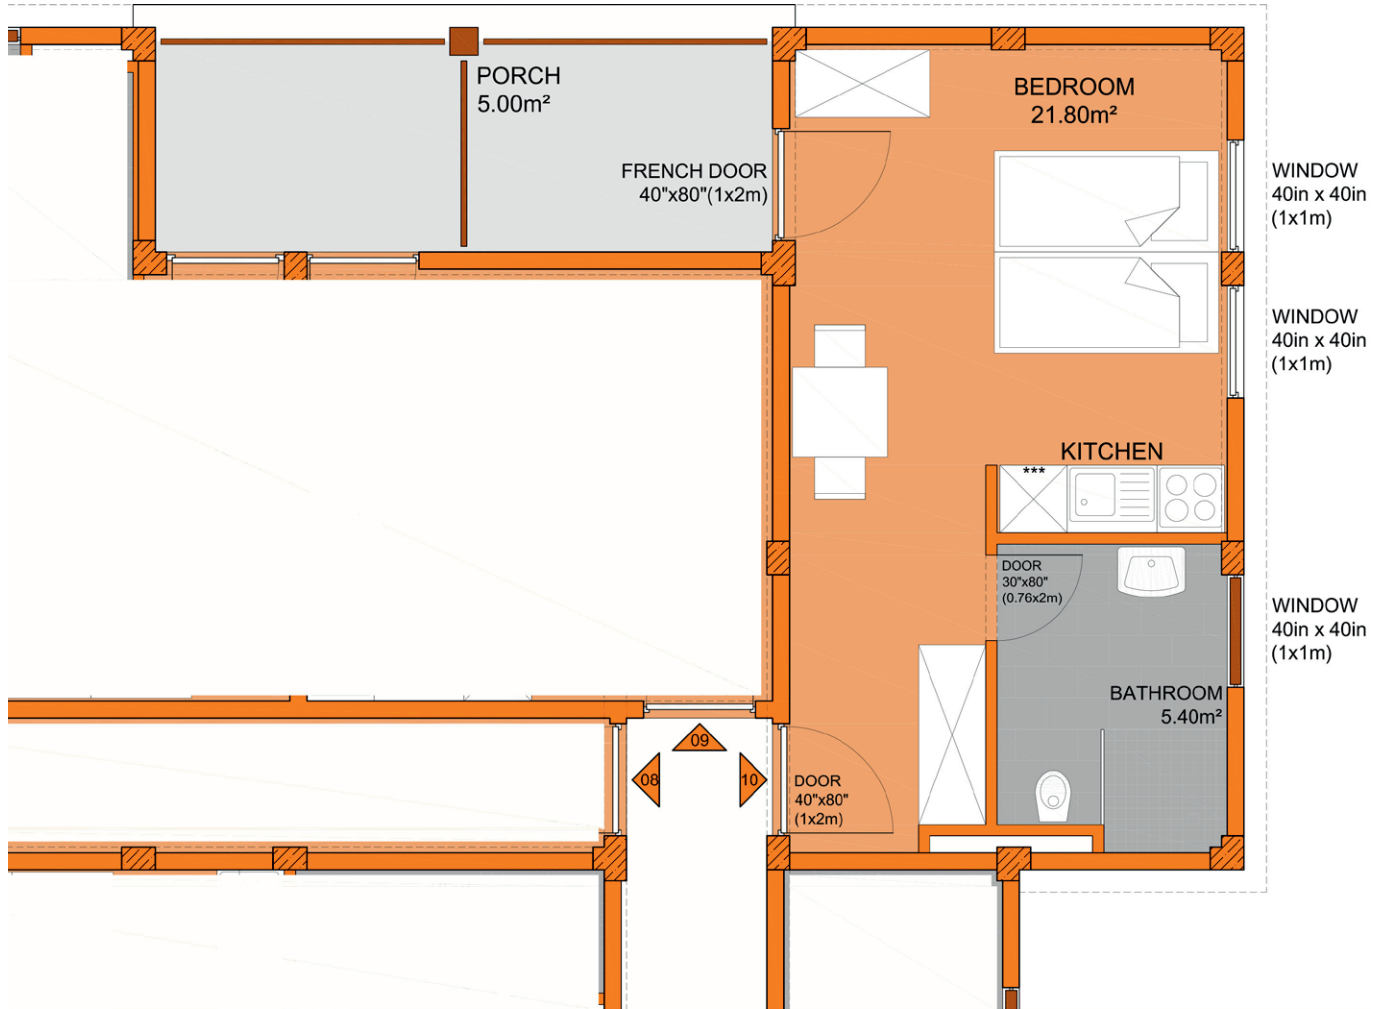 PORCH
5.00m²
BEDROOM
21.80m²
FRENCH DOOR
40"x80"(1x2m)
WINDOW
40in x 40in
(1x1m)
WINDOW
40in x 40in
(1x1m)
KITCHEN
***
DOOR
30"x80"
(0.76x2m)
WINDOW
40in x 40in
(1x1m)
BATHROOM
5.40m²
09
08
10
DOOR
40"x80"
(1x2m)